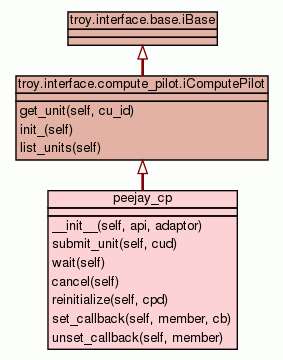 troy.interface.base.iBase
troy.interface.compute_pilot.iComputePilot
get_unit(self, cu_id)
init_(self)
list_units(self)
peejay_cp
__init__(self, api, adaptor)
submit_unit(self, cud)
wait(self)
cancel(self)
reinitialize(self, cpd)
set_callback(self, member, cb)
unset_callback(self, member)